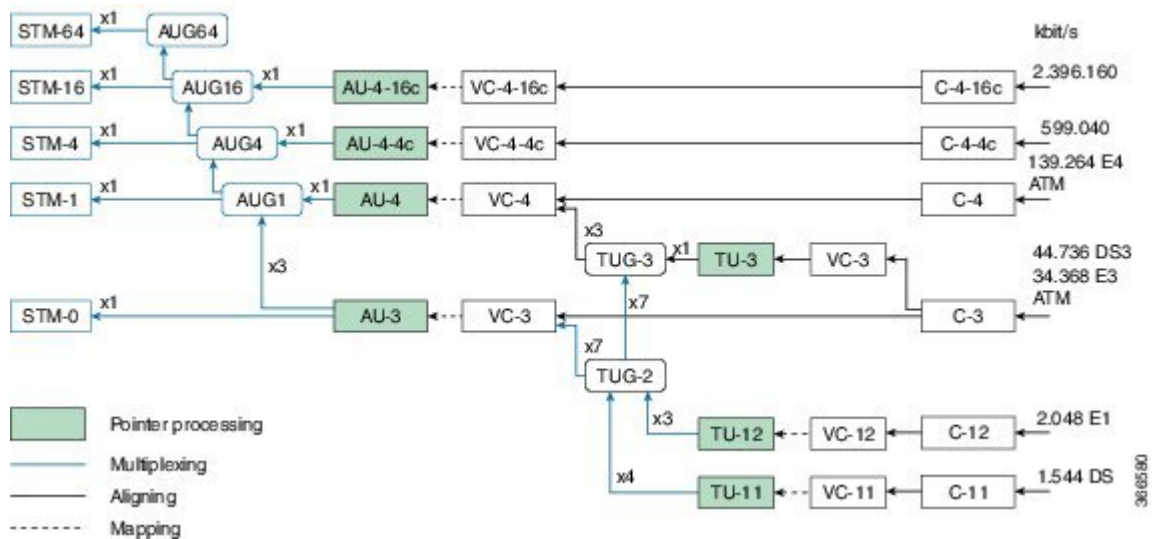 STM-64 x1 AUG64 kbit/s
STM-16 x1 AUG16 x1 AU-4-16c VC-4-16c C-4-16c 2.396.160
STM-4 x1 AUG4 x1 AU-4-4c VC-4-4c C-4-4c 599.040
139.264 E4
STM-1 x1 AUG1 x1 AU-4 VC-4 C-4 ATM
x3
x3 TUG-3 x1 TU-3 VC-3 44.736 DS3
34.368 E3
x7 ATM
STM-0 x1 AU-3 VC-3 C-3
x7
TUG-2
Pointer processing x3 TU-12 VC-12 C-12 2.048 E1
Multiplexing
x4 TU-11 VC-11 C-11 1.544 DS
Aligning
Mapping
366580